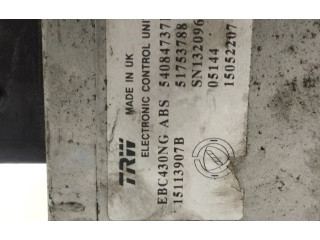 TRW
MADE IN UK
ELECTRONIC CONTROL UNI
EBC430NG ABS 54084737
15113907B 51753788
SN132096
05144
15052207